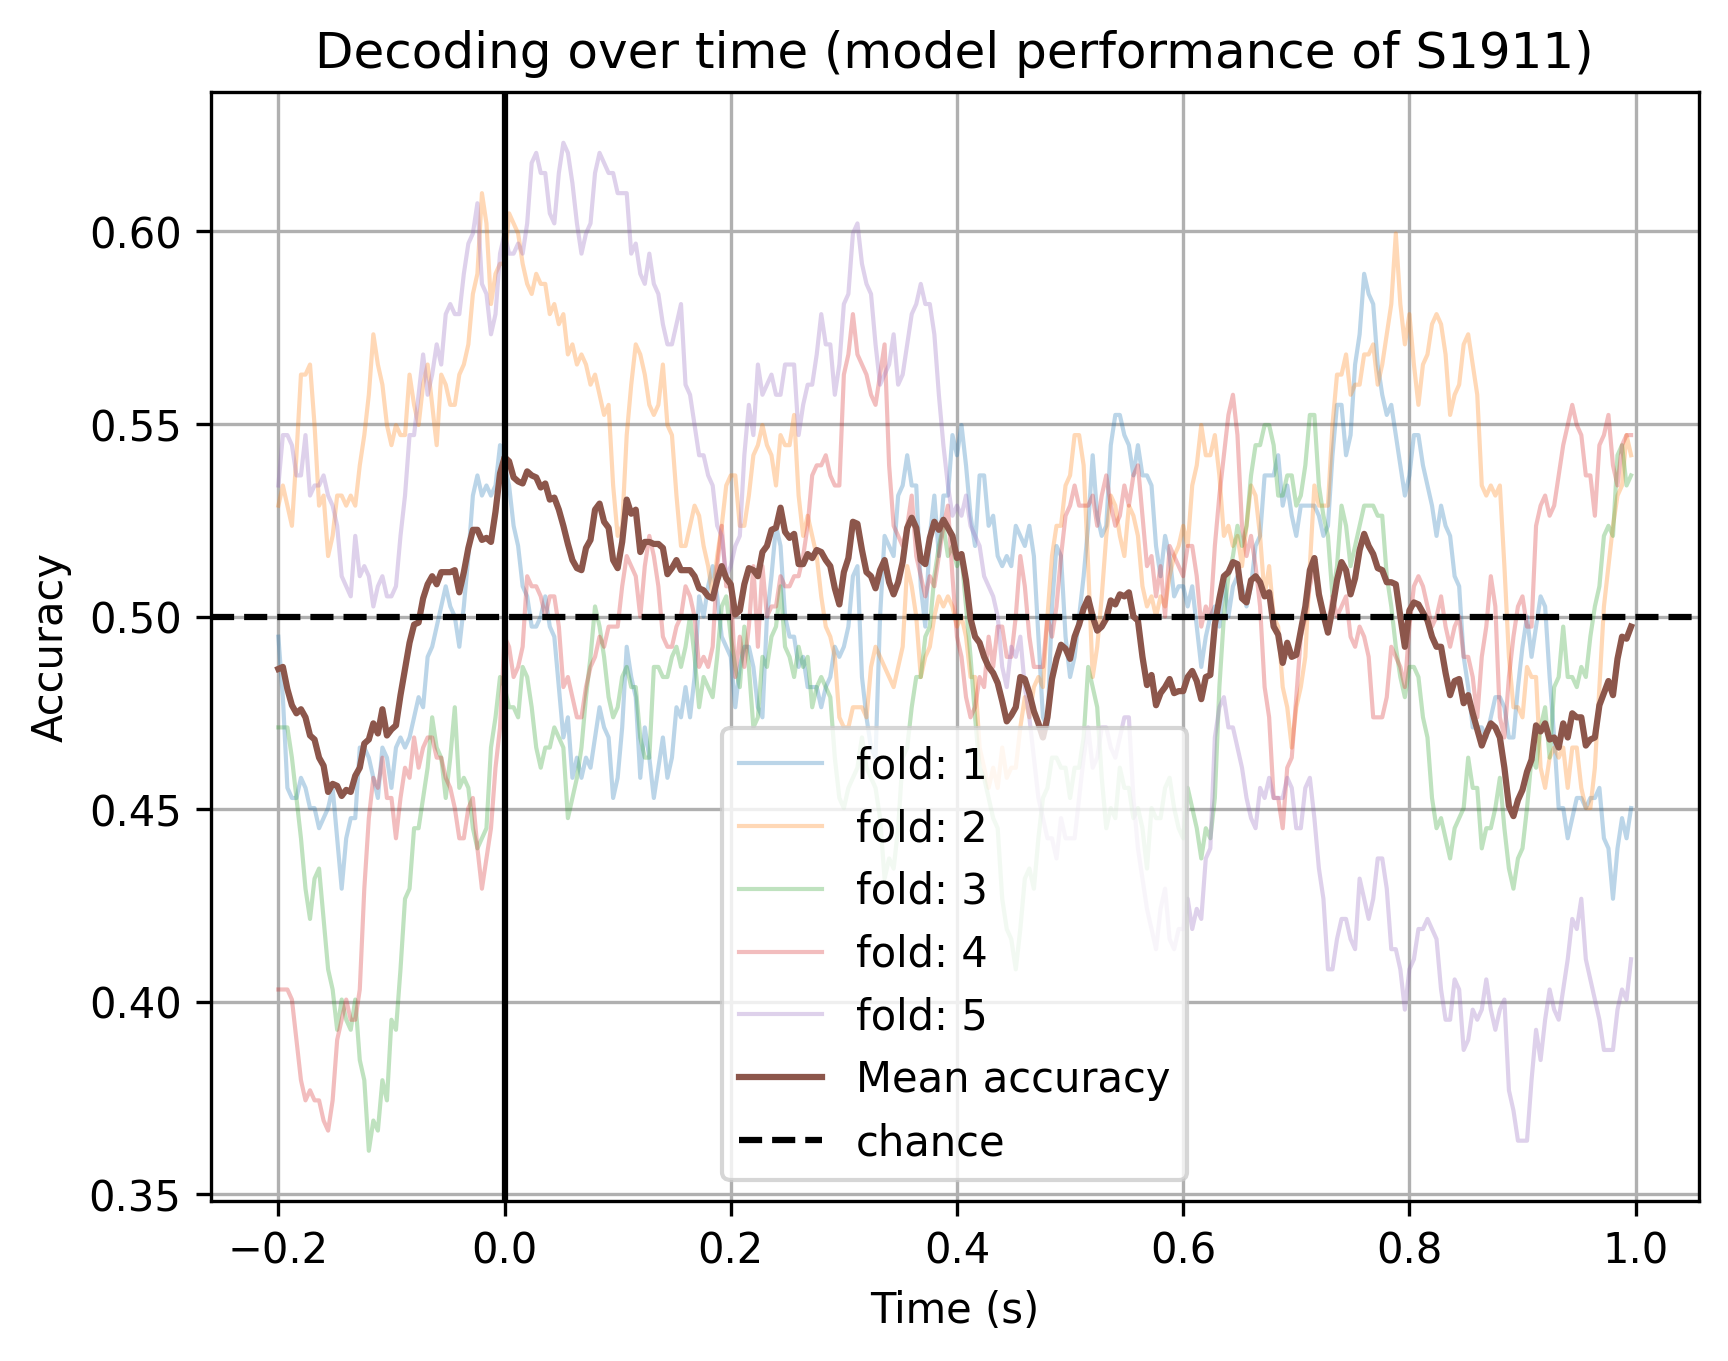 Decoding over time (model performance of S1911)
Accuracy
0.60
0.55
0.50
0.45
0.40
0.35
fold: 1
fold: 2
fold: 3
fold: 4
fold: 5
Mean accuracy
chance
−0.2 0.0 0.2 0.4 0.6 0.8 1.0
Time (s)